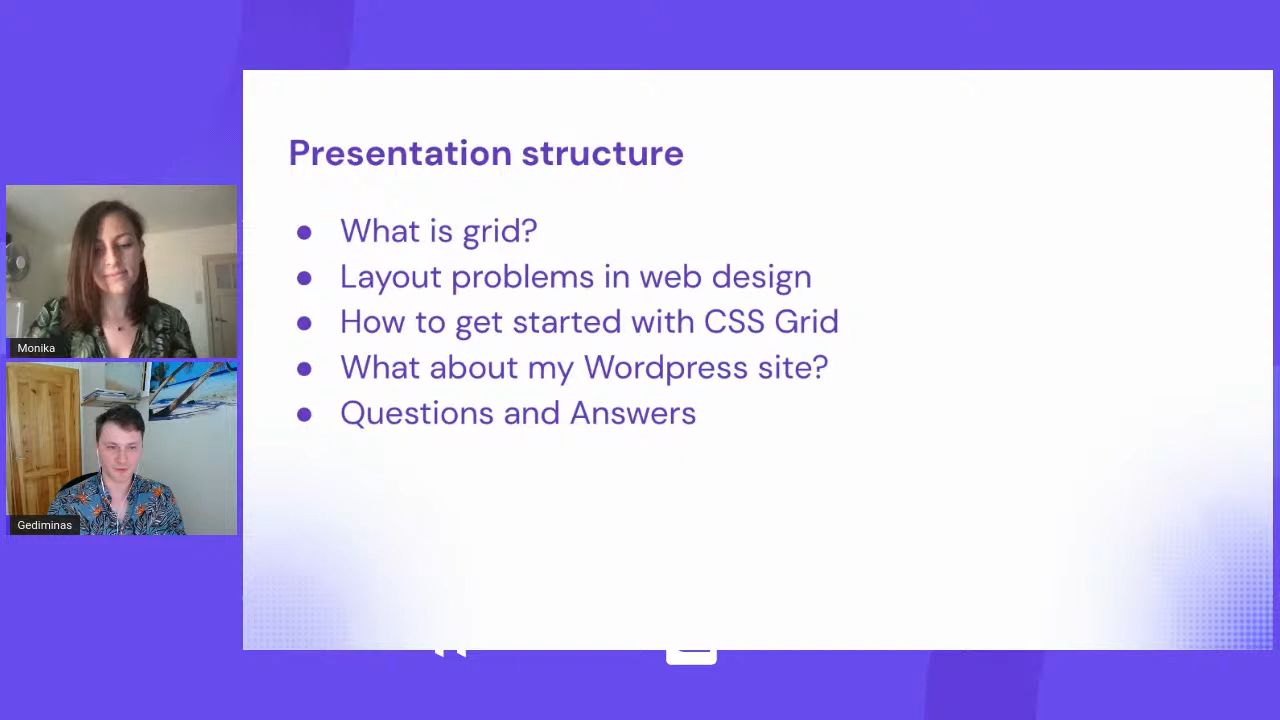 Presentation structure
● What is grid?
● Layout problems in web design
● How to get started with CSS Grid
● What about my Wordpress site?
● Questions and Answers
Monika
Gediminas